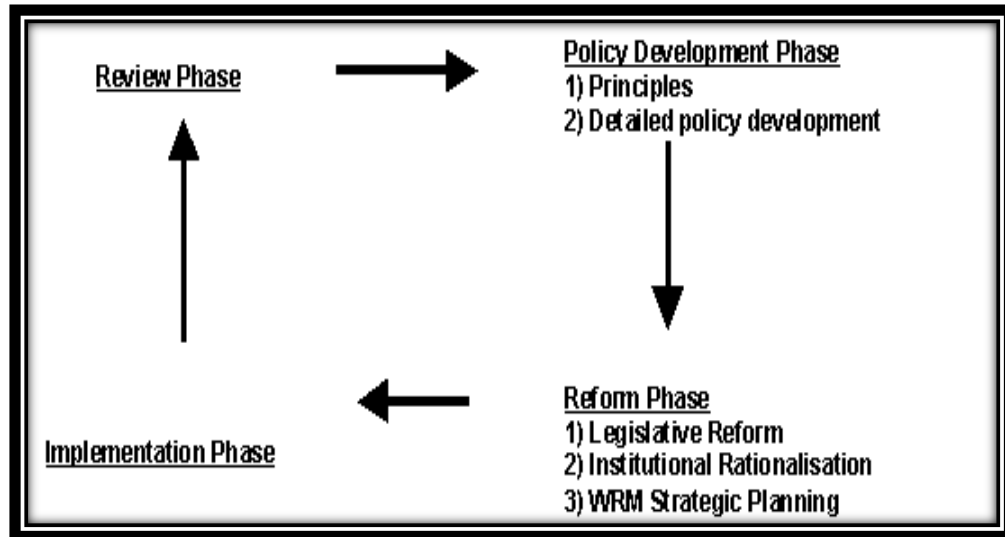 Review Phase
Policy Development Phase
1) Principles
2) Detailed policy development
Reform Phase
1) Legislative Reform
2) Institutional Rationalisation
3) WRM Strategic Planning
Implementation Phase